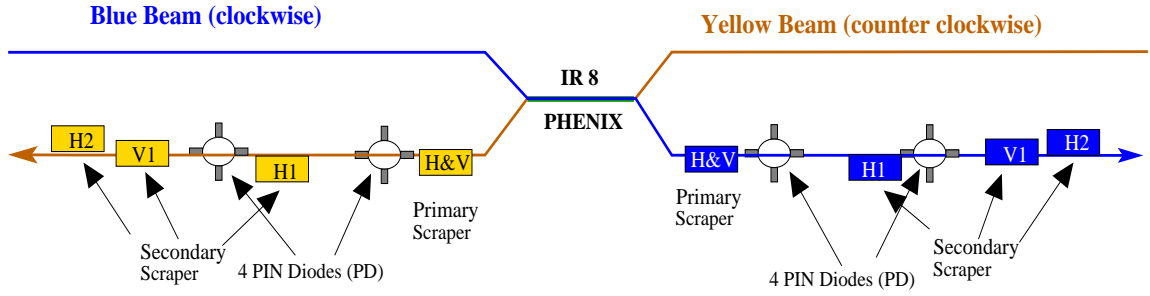 Blue Beam (clockwise)
Yellow Beam (counter clockwise)
IR 8
PHENIX
H2
V1
H1
H&V
H&V
H1
V1
H2
Primary
Scraper
Primary
Scraper
Secondary
Scraper
4 PIN Diodes (PD)
Secondary
Scraper
4 PIN Diodes (PD)